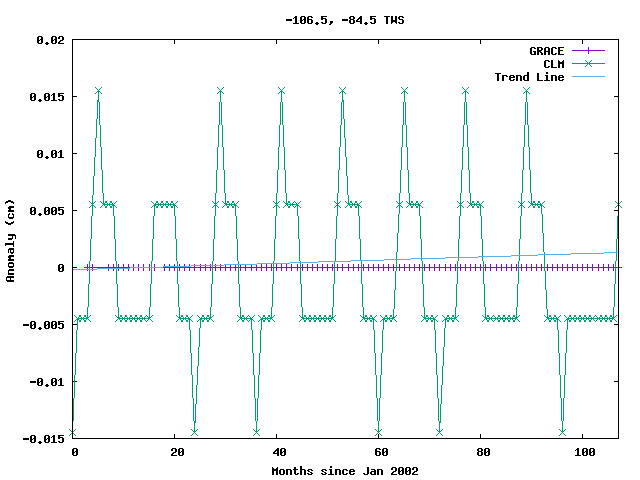 -106.5, -84.5 TWS
0.02
0.015
0.01
0.005
0
-0.005
-0.01
-0.015
Anomaly (cm)
GRACE
CLM
Trend Line
0 20 40 60 80 100
Months since Jan 2002